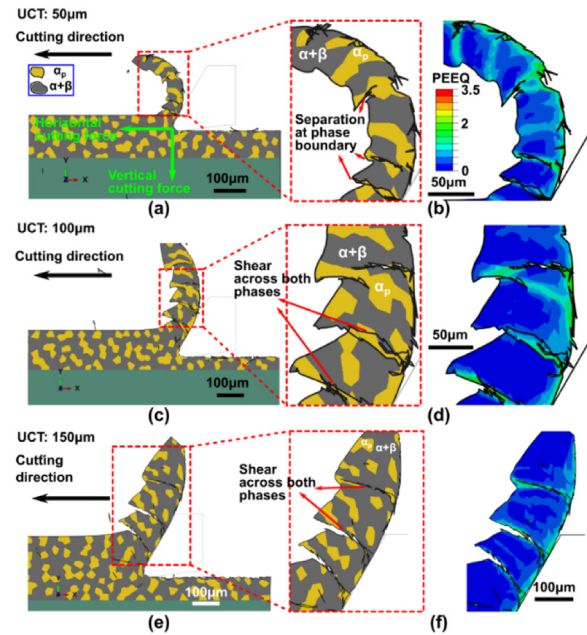 UCT: 50μm
Cutting direction
αp
α+β
Horizontal
cutting force
Vertical
cutting force
Y
X
100μm
(a)
α+β
αp
Separation
at phase
boundary
PEEQ
3.5
0
50μm
(b)
UCT: 100μm
Cutting direction
Y
X
100μm
(c)
Shear
across both
phases
α+β
αp
50μm
(d)
UCT: 150μm
Cutting
direction
100μm
(e)
αp
α+β
Shear
across both
phases
100μm
(f)